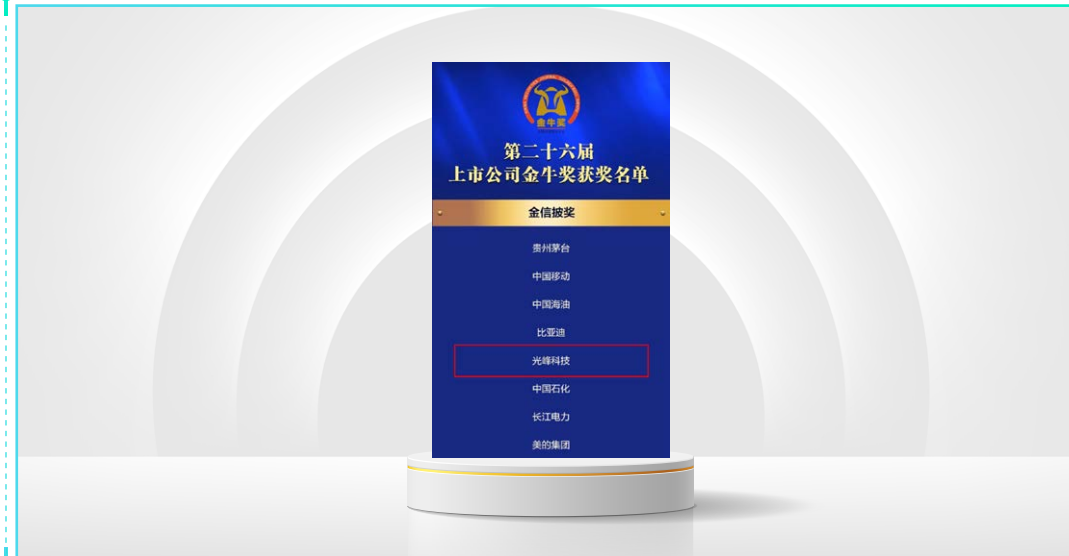 金牛奖
第二十六届
上市公司金牛奖获奖名单
金信披奖
贵州茅台
中国移动
中国海油
比亚迪
光峰科技
中国石化
长江电力
美的集团